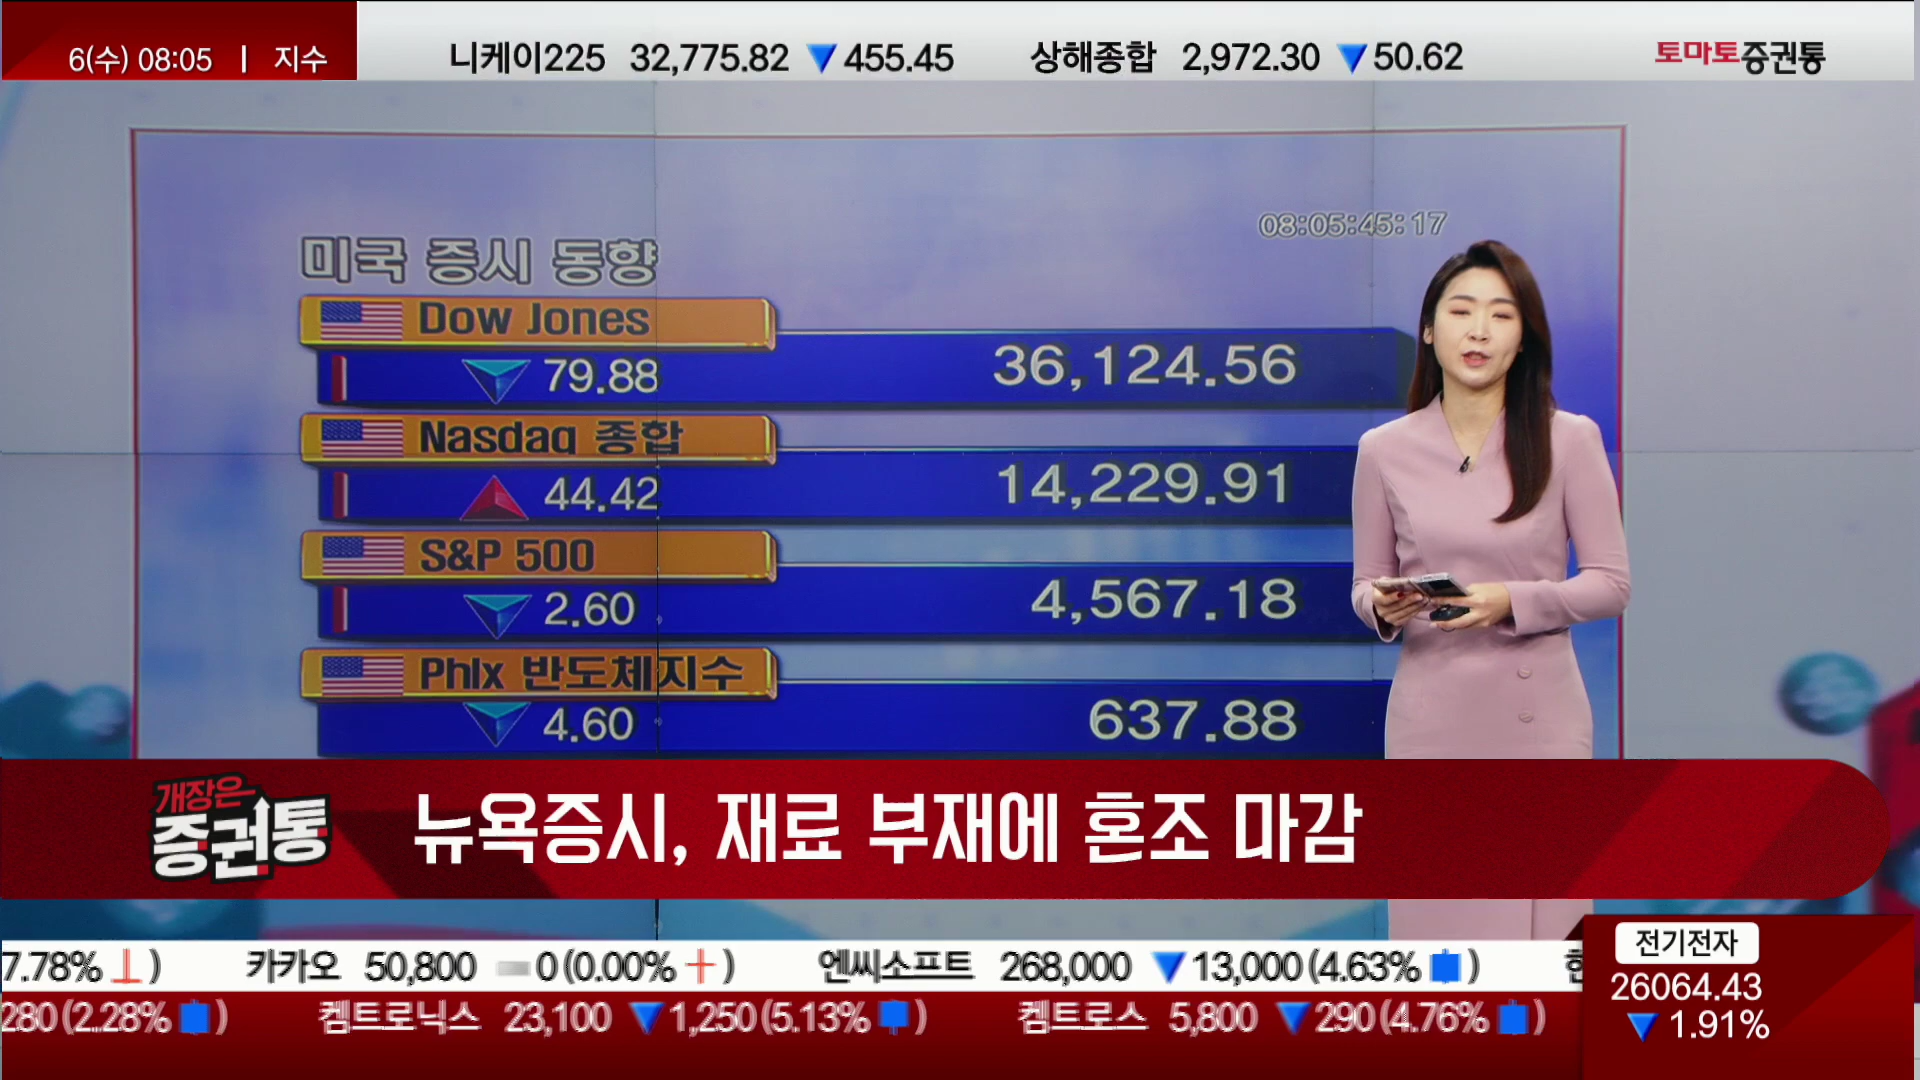 6(수) 08:05 | 지수
니케이225 32,775.82 ▼455.45 상해종합 2,972.30 ▼50.62
토마토증권통
08:05:45:17
미국 증시 동향
Dow Jones
▼ 79.88 36,124.56
Nasdaq 종합
▲ 44.42 14,229.91
S&P 500
▼ 2.60 4,567.18
Phlx 반도체지수
▼ 4.60 637.88
개장은
증권통
뉴욕증시, 재료 부재에 혼조 마감
7.78% ) 카카오 50,800 0(0.00% ) 엔씨소프트 268,000 ▼13,000(4.63% )
280(2.28% ) 켐트로닉스 23,100 ▼1,250(5.13% ) 켐트로스 5,800 ▼290(4.76% )
전기전자
26064.43
▼ 1.91%